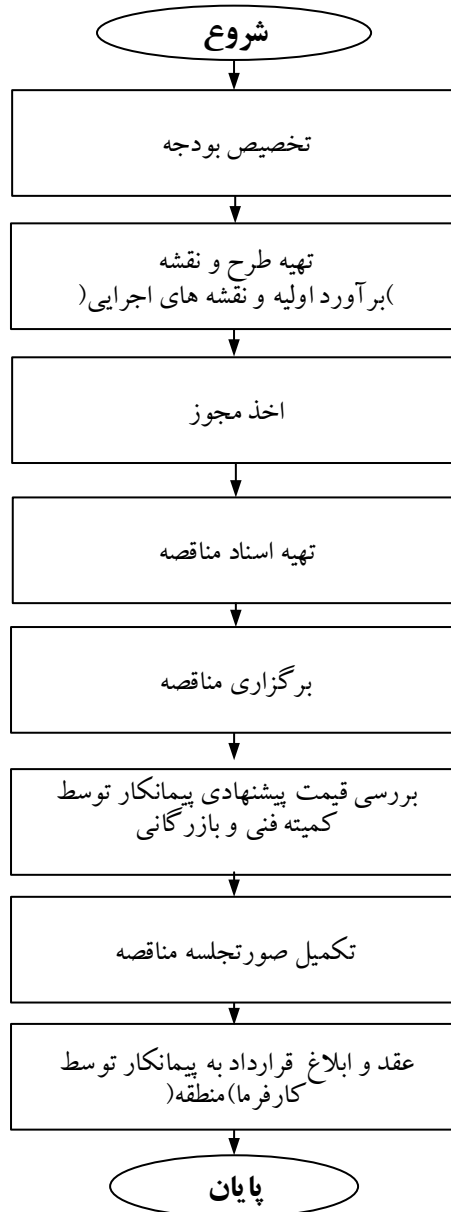 شروع
تخصیص بودجه
تهیه طرح و نقشه
)برآورد اولیه و نقشه های اجرایی(
اخذ مجوز
تهیه اسناد مناقصه
برگزاری مناقصه
بررسی قیمت پیشنهادی پیمانکار توسط
کمیته فنی و بازرگانی
تکمیل صورتجلسه مناقصه
عقد و ابلاغ قرارداد به پیمانکار توسط
کارفرما)منطقه(
پایان